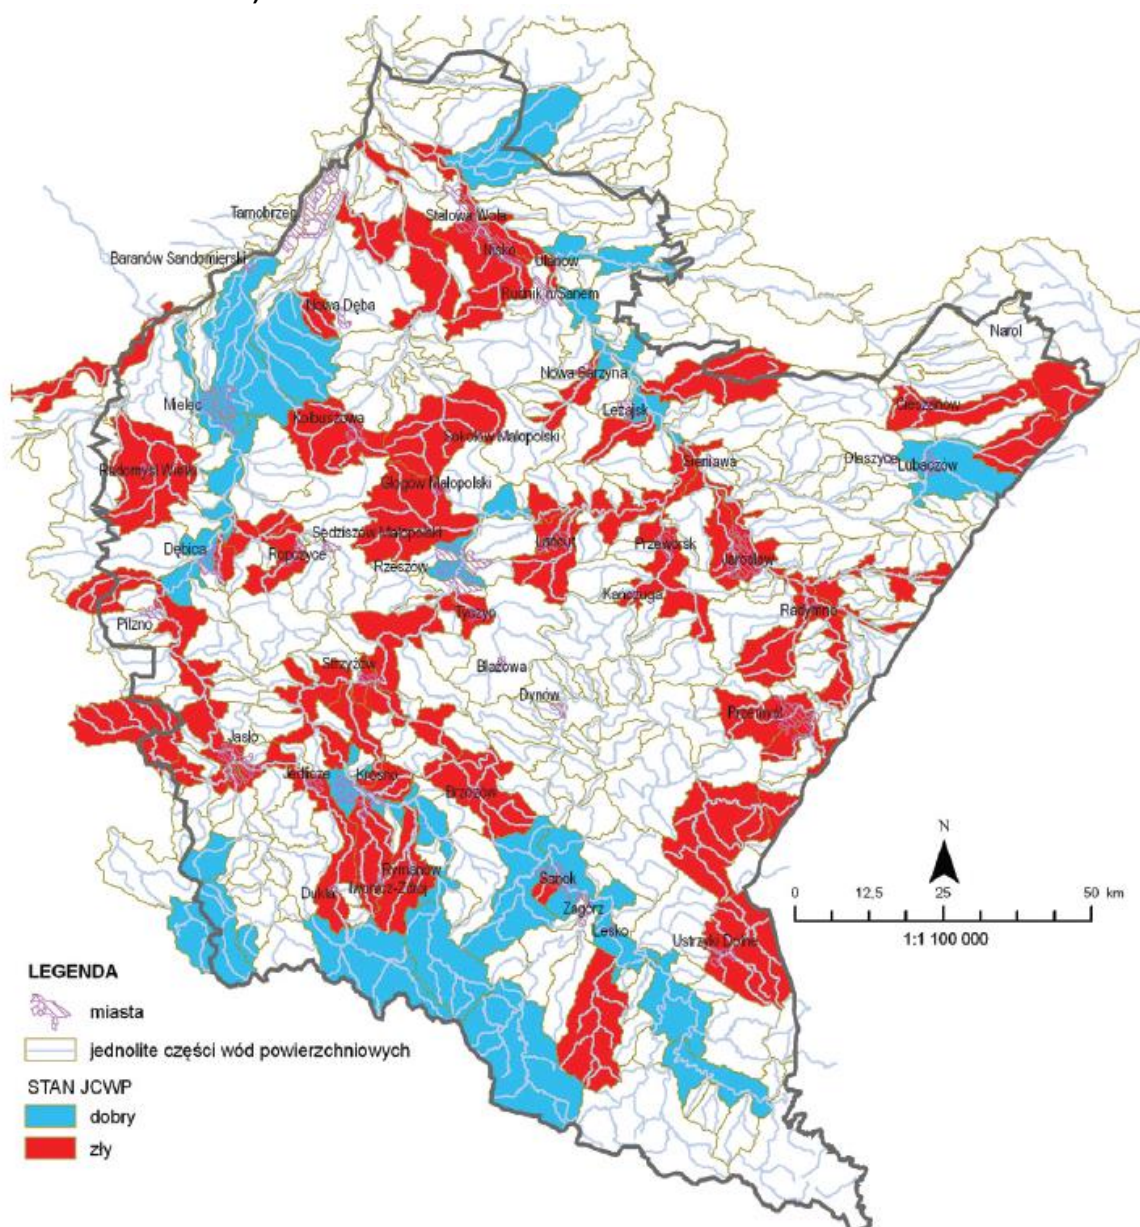 Tarnobrzeg
Stalowa Wola
Baranów Sandomierski
Nisko
Ulanów
Rudnik n/Sanem
Nowa Dęba
Narol
Nowa Sarzyna
Mielec
Leżajsk
Cieszanów
Kolbuszowa
Sokołów Małopolski
Oleszyce
Lubaczów
Sieniawa
Radomyśl Wielki
Głogów Małopolski
Sędziszów Małopolski
Łańcut
Przeworsk
Dębica
Ropczyce
Jarosław
Rzeszów
Kańczuga
Radymno
Pilzno
Tyczyn
Strzyżów
Błażowa
Dynów
Przemyśl
Jasło
Jedlicze
Krosno
Brzozów
N
Rymanów
Sanok
Dukla
Iwonicz-Zdrój
0 12,5 25 50 km
Zagórz
Lesko
Ustrzyki Dolne
1:1 100 000
LEGENDA
miasta
jednolite części wód powierzchniowych
STAN JCWP
dobry
zły